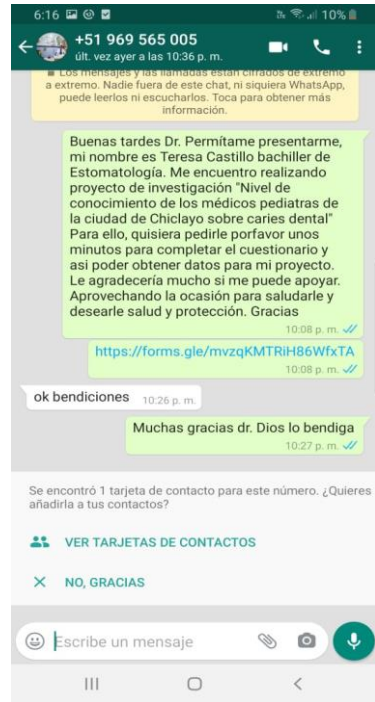 6:16
10%
+51 969 565 005
últ. vez ayer a las 10:36 p. m.
Los mensajes y las llamadas están cifrados de extremo
a extremo. Nadie fuera de este chat, ni siquiera WhatsApp,
puede leerlos ni escucharlos. Toca para obtener más
información.
Buenas tardes Dr. Permítame presentarme,
mi nombre es Teresa Castillo bachiller de
Estomatología. Me encuentro realizando
proyecto de investigación "Nivel de
conocimiento de los médicos pediatras de
la ciudad de Chiclayo sobre caries dental"
Para ello, quisiera pedirle porfavor unos
minutos para completar el cuestionario y
asi poder obtener datos para mi proyecto.
Le agradecería mucho si me puede apoyar.
Aprovechando la ocasión para saludarle y
desearle salud y protección. Gracias
10:08 p. m.
https://forms.gle/mvzqKMTRiH86WfxTA
10:08 p. m.
ok bendiciones 10:26 p. m.
Muchas gracias dr. Dios lo bendiga
10:27 p. m.
Se encontró 1 tarjeta de contacto para este número. ¿Quieres
añadirla a tus contactos?
VER TARJETAS DE CONTACTOS
NO, GRACIAS
Escribe un mensaje